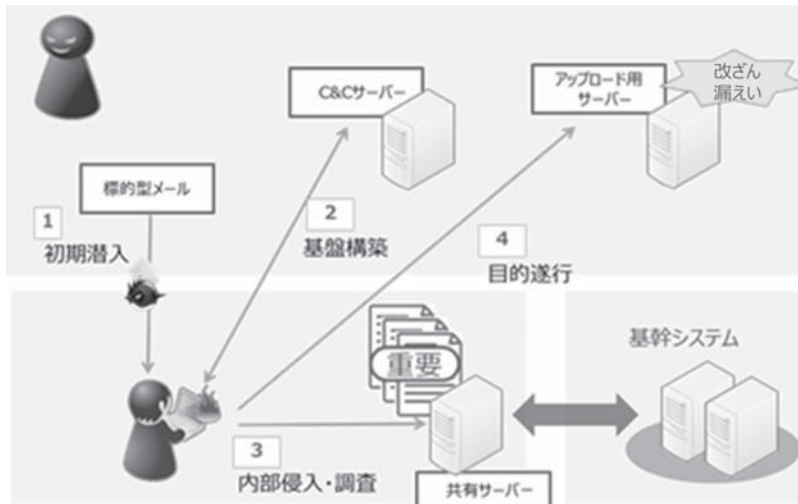 C&Cサーバー
アップロード用
サーバー
改ざん
漏えい
標的型メール
1
初期潜入
2
基盤構築
4
目的遂行
重要
基幹システム
3
内部侵入・調査
共有サーバー